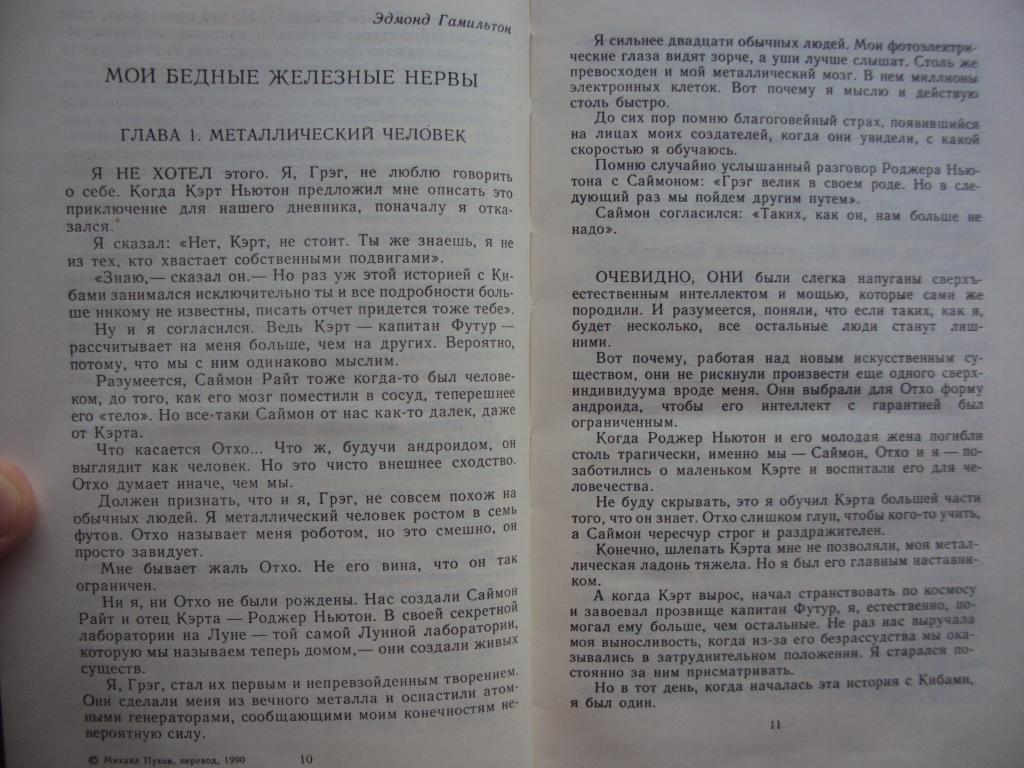 Эдмонд Гамильтон
МОИ БЕДНЫЕ ЖЕЛЕЗНЫЕ НЕРВЫ
ГЛАВА 1. МЕТАЛЛИЧЕСКИЙ ЧЕЛОВЕК
Я НЕ ХОТЕЛ этого. Я, Грэг, не люблю говорить
о себе. Когда Кэрт Ньютон предложил мне описать это
приключение для нашего дневника, поначалу я отка-
зался.
Я сказал: «Нет, Кэрт, не стоит. Ты же знаешь, я не
из тех, кто хвастает собственными подвигами».
«Знаю,— сказал он.— Но раз уж этой историей с Ки-
бами занимался исключительно ты и все подробности боль-
ше никому не известны, писать отчет придется тоже тебе».
Ну и я согласился. Ведь Кэрт — капитан Футур —
рассчитывает на меня больше, чем на других. Вероятно,
потому, что мы с ним одинаково мыслим.
Разумеется, Саймон Райт тоже когда-то был челове-
ком, до того, как его мозг поместили в сосуд, теперешнее
его «тело». Но все-таки Саймон от нас как-то далек, даже
от Кэрта.
Что касается Отхо... Что ж, будучи андроидом, он
выглядит как человек. Но это чисто внешнее сходство.
Отхо думает иначе, чем мы.
Должен признать, что и я, Грэг, не совсем похож на
обычных людей. Я металлический человек ростом в семь
футов. Отхо называет меня роботом, но это смешно, он
просто завидует.
Мне бывает жаль Отхо. Не его вина, что он так
ограничен.
Ни я, ни Отхо не были рождены. Нас создали Саймон
Райт и отец Кэрта — Роджер Ньютон. В своей секретной
лаборатории на Луне — той самой Лунной лаборатории,
которую мы называем теперь домом,— они создали живых
существ.
Я, Грэг, стал их первым и непревзойденным творением.
Они сделали меня из вечного металла и оснастили атом-
ными генераторами, сообщающими моим конечностям не-
вероятную силу.
© Михаил Пухов, перевод, 1990
10
Я сильнее двадцати обычных людей. Мои фотоэлектри-
ческие глаза видят зорче, а уши лучше слышат. Столь же
превосходен и мой металлический мозг. В нем миллионы
электронных клеток. Вот почему я мыслю и действую
столь быстро.
До сих пор помню благоговейный страх, появившийся
на лицах моих создателей, когда они увидели, с какой
скоростью я обучаюсь.
Помню случайно услышанный разговор Роджера Нью-
тона с Саймоном: «Грэг велик в своем роде. Но в сле-
дующий раз мы пойдем другим путем».
Саймон согласился: «Таких, как он, нам больше не
надо».
ОЧЕВИДНО, ОНИ были слегка напуганы сверхъ-
естественным интеллектом и мощью, которые сами же
породили. И разумеется, поняли, что если таких, как я,
будет несколько, все остальные люди станут лиш-
ними.
Вот почему, работая над новым искусственным су-
ществом, они не рискнули произвести еще одного сверх-
индивидуума вроде меня. Они выбрали для Отхо форму
андроида, чтобы его интеллект с гарантией был
ограниченным.
Когда Роджер Ньютон и его молодая жена погибли
столь трагически, именно мы — Саймон, Отхо и я — по-
заботились о маленьком Кэрте и воспитали его для че-
ловечества.
Не буду скрывать, это я обучил Кэрта большей части
того, что он знает. Отхо слишком глуп, чтобы кого-то учить,
а Саймон чересчур строг и раздражителен.
Конечно, шлепать Кэрта мне не позволяли, моя метал-
лическая ладонь тяжела. Но я был его главным наставни-
ком.
А когда Кэрт вырос, начал странствовать по космосу
и завоевал прозвище капитан Футур, я, естественно, по-
могал ему больше, чем остальные. Не раз нас выручала
моя выносливость, когда из-за его безрассудства мы ока-
зывались в затруднительном положении. Я старался по-
стоянно за ним присматривать.
Но в тот день, когда началась эта история с Кибами,
я был один.
11